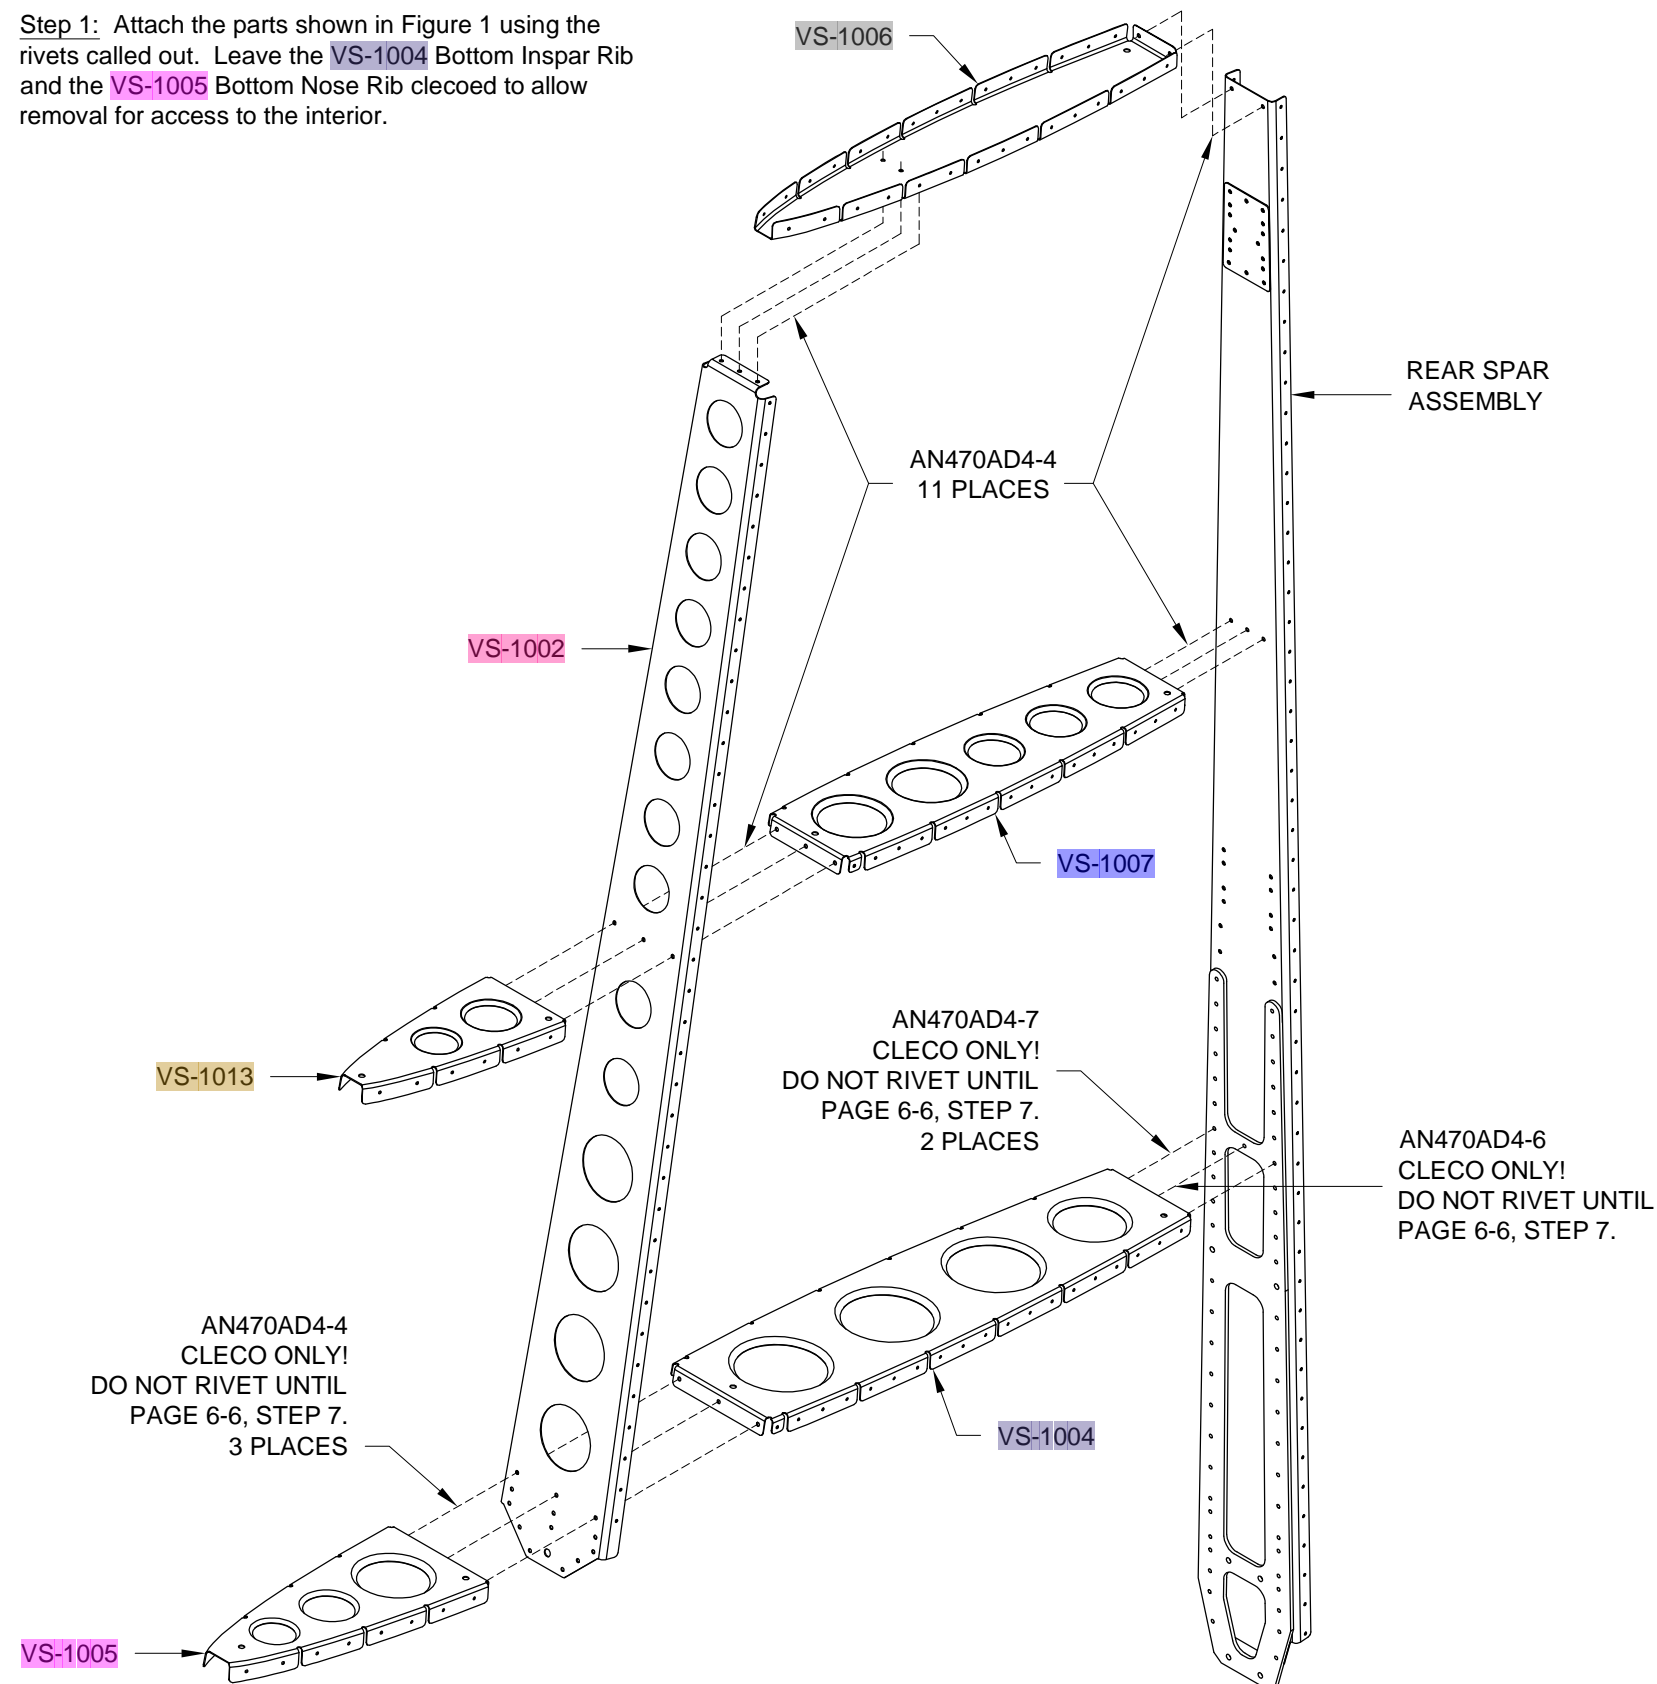 Step 1: Attach the parts shown in Figure 1 using the
rivets called out. Leave the VS-1004 Bottom Inspar Rib
and the VS-1005 Bottom Nose Rib clecoed to allow
removal for access to the interior.
VS-1006
REAR SPAR
ASSEMBLY
AN470AD4-4
11 PLACES
VS-1002
VS-1007
VS-1013
AN470AD4-7
CLECO ONLY!
DO NOT RIVET UNTIL
PAGE 6-6, STEP 7.
2 PLACES
AN470AD4-6
CLECO ONLY!
DO NOT RIVET UNTIL
PAGE 6-6, STEP 7.
AN470AD4-4
CLECO ONLY!
DO NOT RIVET UNTIL
PAGE 6-6, STEP 7.
3 PLACES
VS-1004
VS-1005